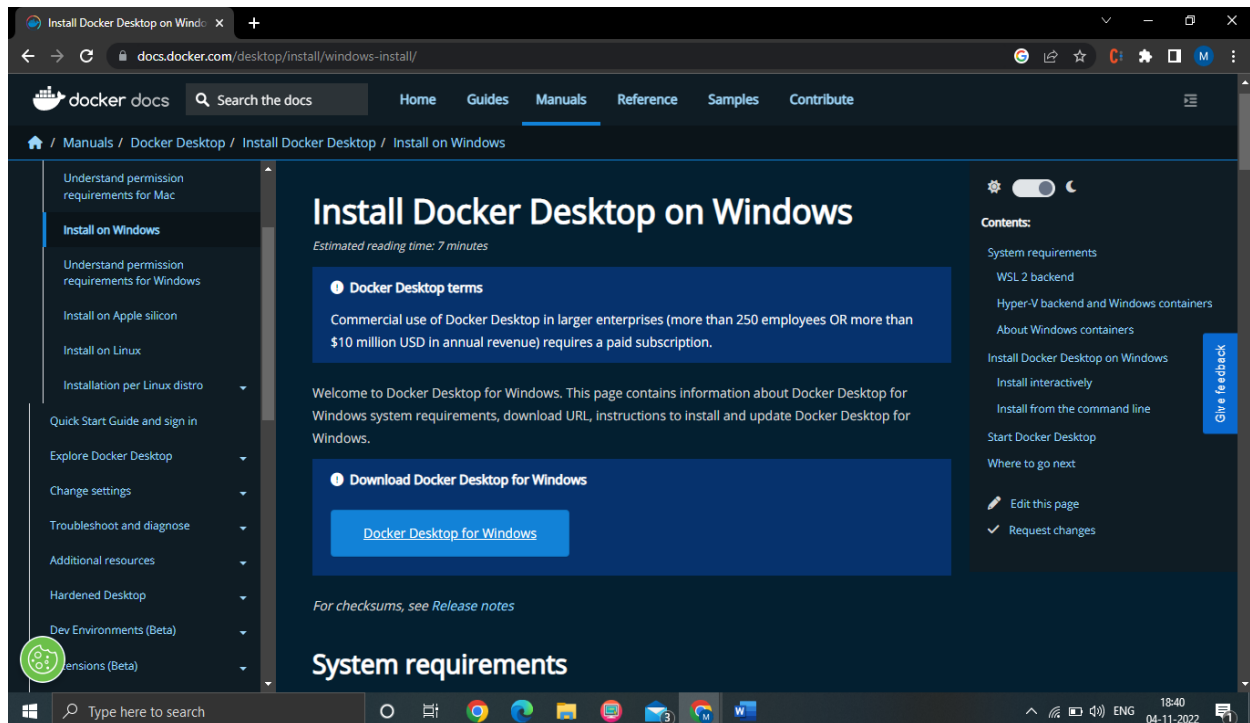 Install Docker Desktop on Windo
docs.docker.com/desktop/install/windows-install/
M
docker docs
Search the docs
Home Guides Manuals Reference Samples Contribute
/ Manuals / Docker Desktop / Install Docker Desktop / Install on Windows
Understand permission
requirements for Mac
Install on Windows
Understand permission
requirements for Windows
Install on Apple silicon
Install on Linux
Installation per Linux distro
Quick Start Guide and sign in
Explore Docker Desktop
Change settings
Troubleshoot and diagnose
Additional resources
Hardened Desktop
Dev Environments (Beta)
tensions (Beta)
Install Docker Desktop on Windows
Estimated reading time: 7 minutes
Docker Desktop terms
Commercial use of Docker Desktop in larger enterprises (more than 250 employees OR more than
$10 million USD in annual revenue) requires a paid subscription.
Welcome to Docker Desktop for Windows. This page contains information about Docker Desktop for
Windows system requirements, download URL, instructions to install and update Docker Desktop for
Windows.
Download Docker Desktop for Windows
Docker Desktop for Windows
For checksums, see Release notes
System requirements
Contents:
System requirements
WSL 2 backend
Hyper-V backend and Windows containers
About Windows containers
Install Docker Desktop on Windows
Install interactively
Install from the command line
Start Docker Desktop
Where to go next
Edit this page
Request changes
Give feedback
Type here to search
3
M
W
ENG
18:40
04-11-2022
1